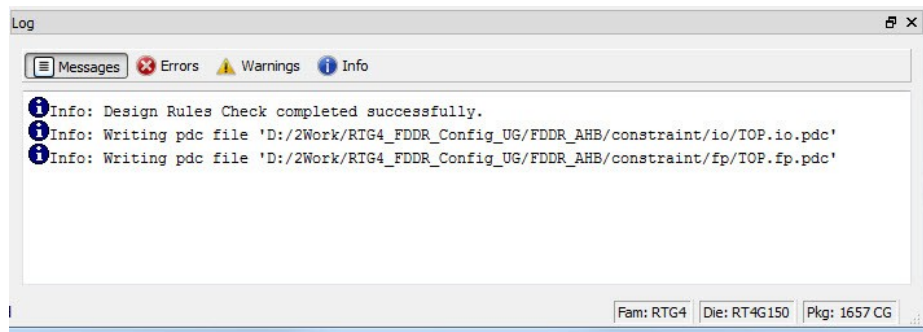 Log
Messages Errors Warnings Info
Info: Design Rules Check completed successfully.
Info: Writing pdc file 'D:/2Work/RTG4_FDDR_Config_UG/FDDR_AHB/constraint/io/TOP.io.pdc'
Info: Writing pdc file 'D:/2Work/RTG4_FDDR_Config_UG/FDDR_AHB/constraint/fp/TOP.fp.pdc'
Fam: RTG4 Die: RT4G150 Pkg: 1657 CG